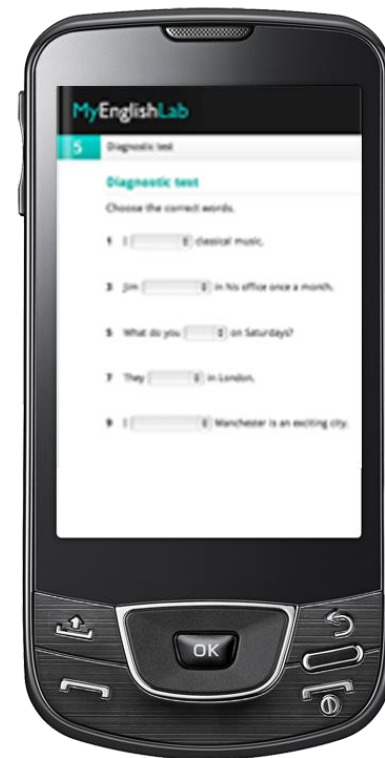 MyEnglishLab
5 Diagnostic test
Diagnostic test
Choose the correct words.
1 I classical music.
3 Jim in his office once a month.
5 What do you on Saturdays?
7 They in London.
9 I Manchester is an exciting city.
OK